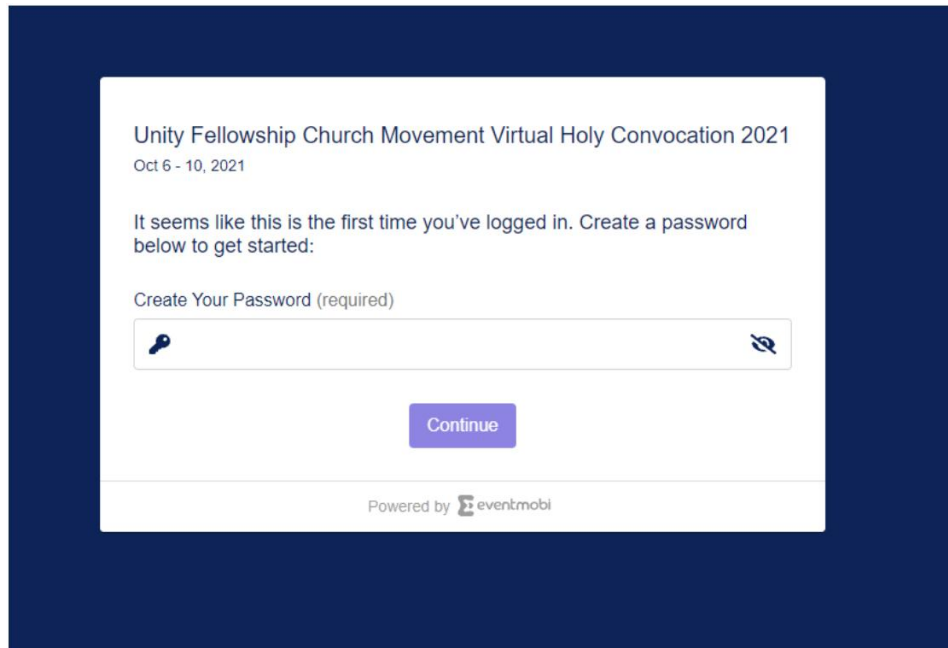 Unity Fellowship Church Movement Virtual Holy Convocation 2021
Oct 6 - 10, 2021
It seems like this is the first time you've logged in. Create a password
below to get started:
Create Your Password (required)
Continue
Powered by eventmobi